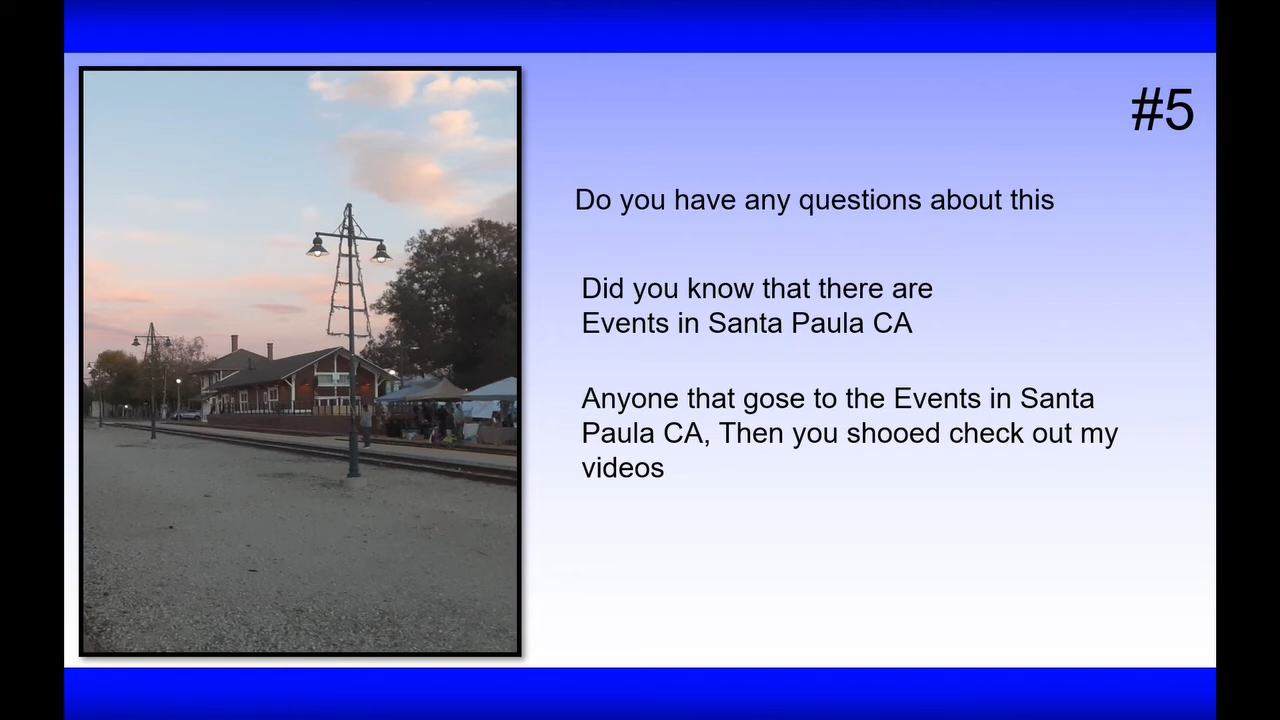 #5
Do you have any questions about this
Did you know that there are
Events in Santa Paula CA
Anyone that gose to the Events in Santa
Paula CA, Then you shooed check out my
videos